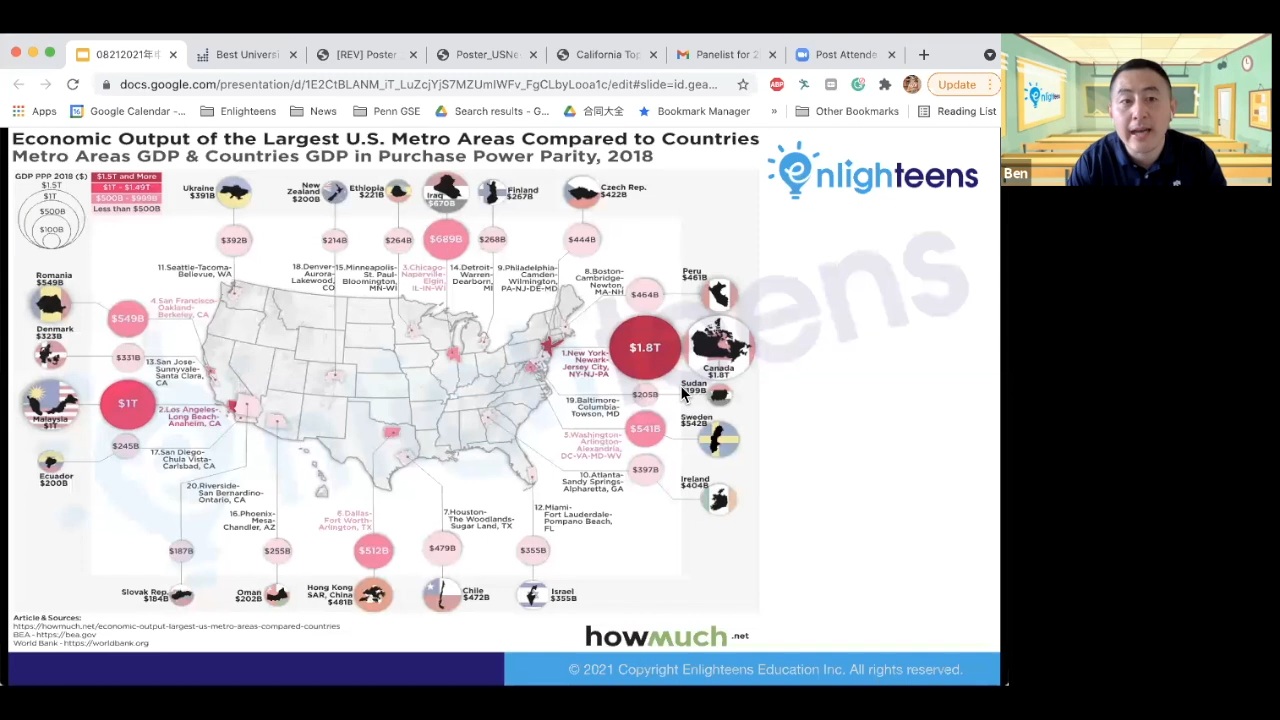 08212021年
Best Universi
[REV] Poster
Poster_USNe
California Top
Panelist for 2
Post Attende
docs.google.com/presentation/d/1E2CtBLANM_iT_
YjS7MZUmIWFv_FgCLbyLooa1c/edit#slide=id.gea...
Update
Apps
Google Calendar -...
Enlighteens
News
Penn GSE
Search results - G...
合同大全
Bookmark Manager
»
Other Bookmarks
Reading List
Ben
Economic Output of the Largest U.S. Metro Areas Compared to Countries
Metro Areas GDP & Countries GDP in Purchase Power Parity, 2018
enlighteens
GDP PPP 2018 ($)
$1.5T
$1T
$500B
$100B
$1.5T and More
$1T - $1.49T
$500B - $999B
Less than $500B
Ukraine
$391B
New
Zealand
$200B
Ethiopia
$221B
Iraq
$670B
Finland
$267B
Czech Rep.
$422B
$392B
$214B
$264B
$689B
$268B
$444B
11.Seattle-Tacoma-
Bellevue, WA
18.Denver-
Aurora-
Lakewood,
CO
15.Minneapolis-
St. Paul-
Bloomington,
MN-WI
3.Chicago-
Naperville-
Elgin,
IL-IN-WI
14.Detroit-
Warren-
Dearborn,
MI
9.Philadelphia-
Camden-
Wilmington,
PA-NJ-DE-MD
8.Boston-
Cambridge-
Newton,
MA-NH
$464B
Peru
$461B
Romania
$549B
$549B
4.San Francisco-
Oakland-
Berkeley, CA
Denmark
$323B
$331B
13.San Jose-
Sunnyvale-
Santa Clara,
CA
1.New York-
Newark-
Jersey City,
NY-NJ-PA
$1.8T
Canada
$1.8T
Malaysia
$1T
$1T
2.Los Angeles-
Long Beach-
Anaheim, CA
19.Baltimore-
Columbia-
Towson, MD
$205B
Sudan
Sweden
$542B
$541B
Washington-
Arlington-
Alexandria,
DC-VA-MD-WV
$245B
17.San Diego-
Chula Vista-
Carlsbad, CA
Ecuador
$200B
10.Atlanta-
Sandy Springs-
Alpharetta, GA
$397B
Ireland
$404B
20.Riverside-
San Bernardino-
Ontario, CA
16.Phoenix-
Mesa-
Chandler, AZ
Dallas-
Fort Worth-
Arlington, TX
7.Houston-
The Woodlands-
Sugar Land, TX
12.Miami-
Fort Lauderdale-
Pompano Beach,
FL
$187B
$255B
$512B
$479B
$355B
Slovak Rep.
$184B
Oman
$202B
Hong Kong
SAR, China
$481B
Chile
$472B
Israel
$355B
Article & Sources:
https://howmuch.net/economic-output-largest-us-metro-areas-compared-countries
BEA - https://bea.gov
World Bank - https://worldbank.org
howmuch.net
© 2021 Copyright Enlighteens Education Inc. All rights reserved.